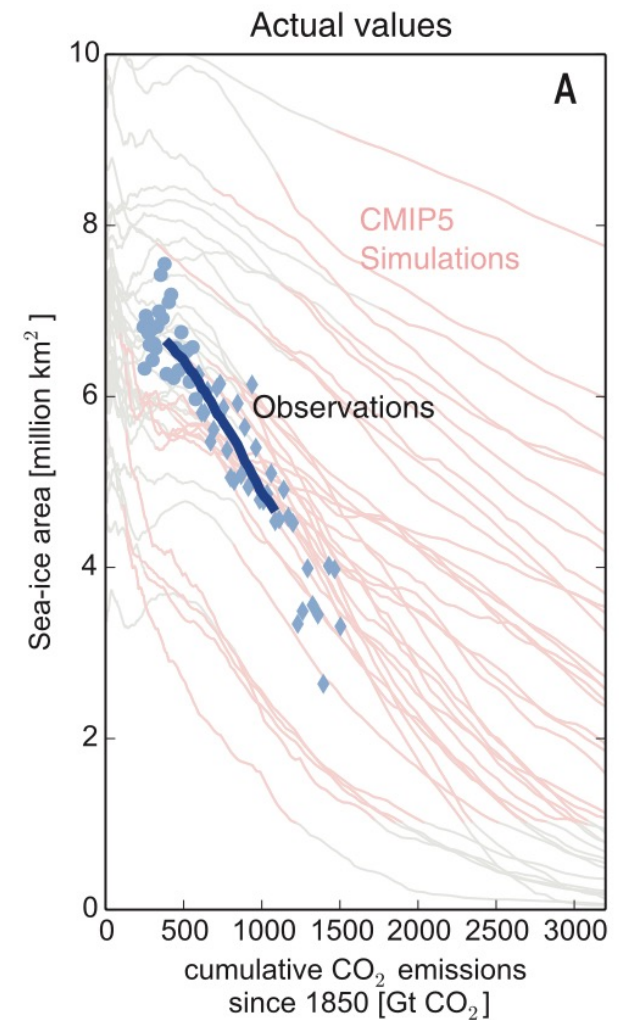 Actual values
A
10
8
6
4
2
0
CMIP5
Simulations
Observations
Sea-ice area [million km² ]
0 500 1000 1500 2000 2500 3000
cumulative CO₂ emissions
since 1850 [Gt CO₂]